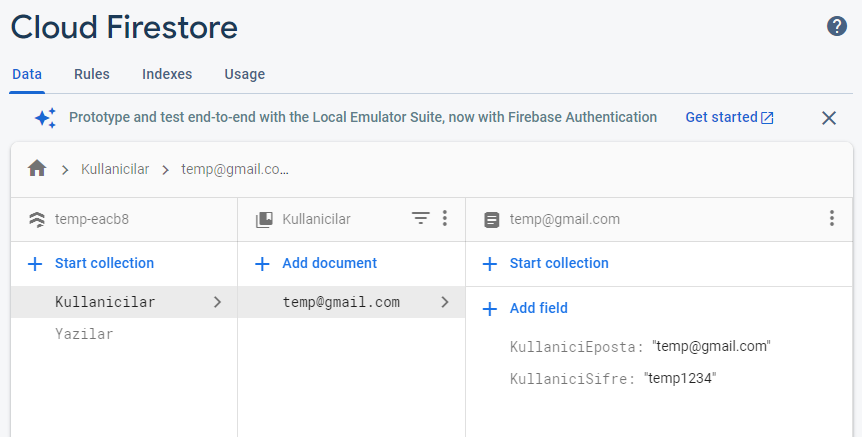 Cloud Firestore
Data Rules Indexes Usage
Prototype and test end-to-end with the Local Emulator Suite, now with Firebase Authentication Get started
Kullanicilar temp@gmail.co...
temp-eacb8 Kullanicilar temp@gmail.com
Start collection Add document Start collection
Kullanicilar temp@gmail.com
Add field
Yazilar
KullaniciEposta: "temp@gmail.com"
KullaniciSifre: "temp1234"